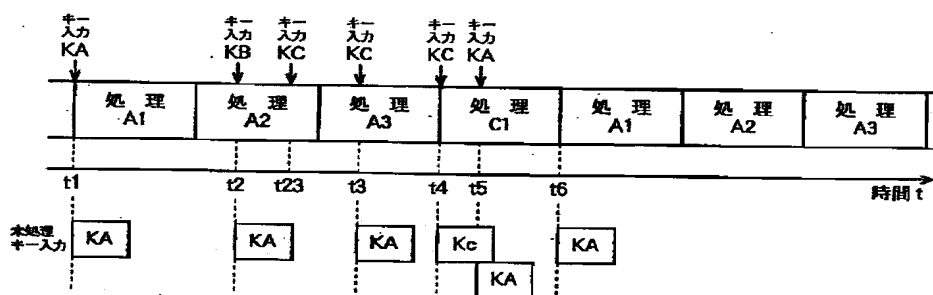 キー
入力
KA
キー
入力
KB
キー
入力
KC
キー
入力
KC
キー
入力
KC
キー
入力
KA
処 理
A1
処 理
A2
処 理
A3
処 理
C1
処 理
A1
処 理
A2
処 理
A3
t1
t2
t23
t3
t4
t5
t6
時間 t
未処理
キー入力
KA
KA
KA
Kc
KA
KA